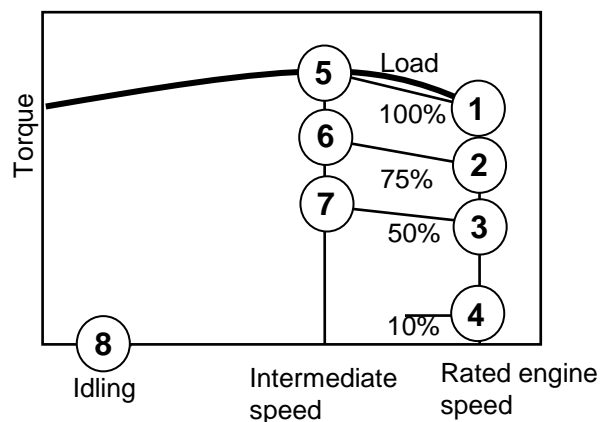 Torque
5
Load
100%
1
6
75%
2
7
50%
3
10%
4
8
Idling
Intermediate
speed
Rated engine
speed